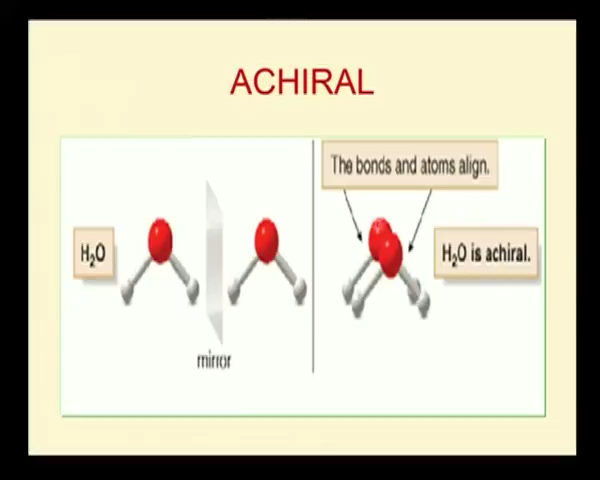 ACHIRAL
The bonds and atoms align.
H₂O
H₂O is achiral.
mirror